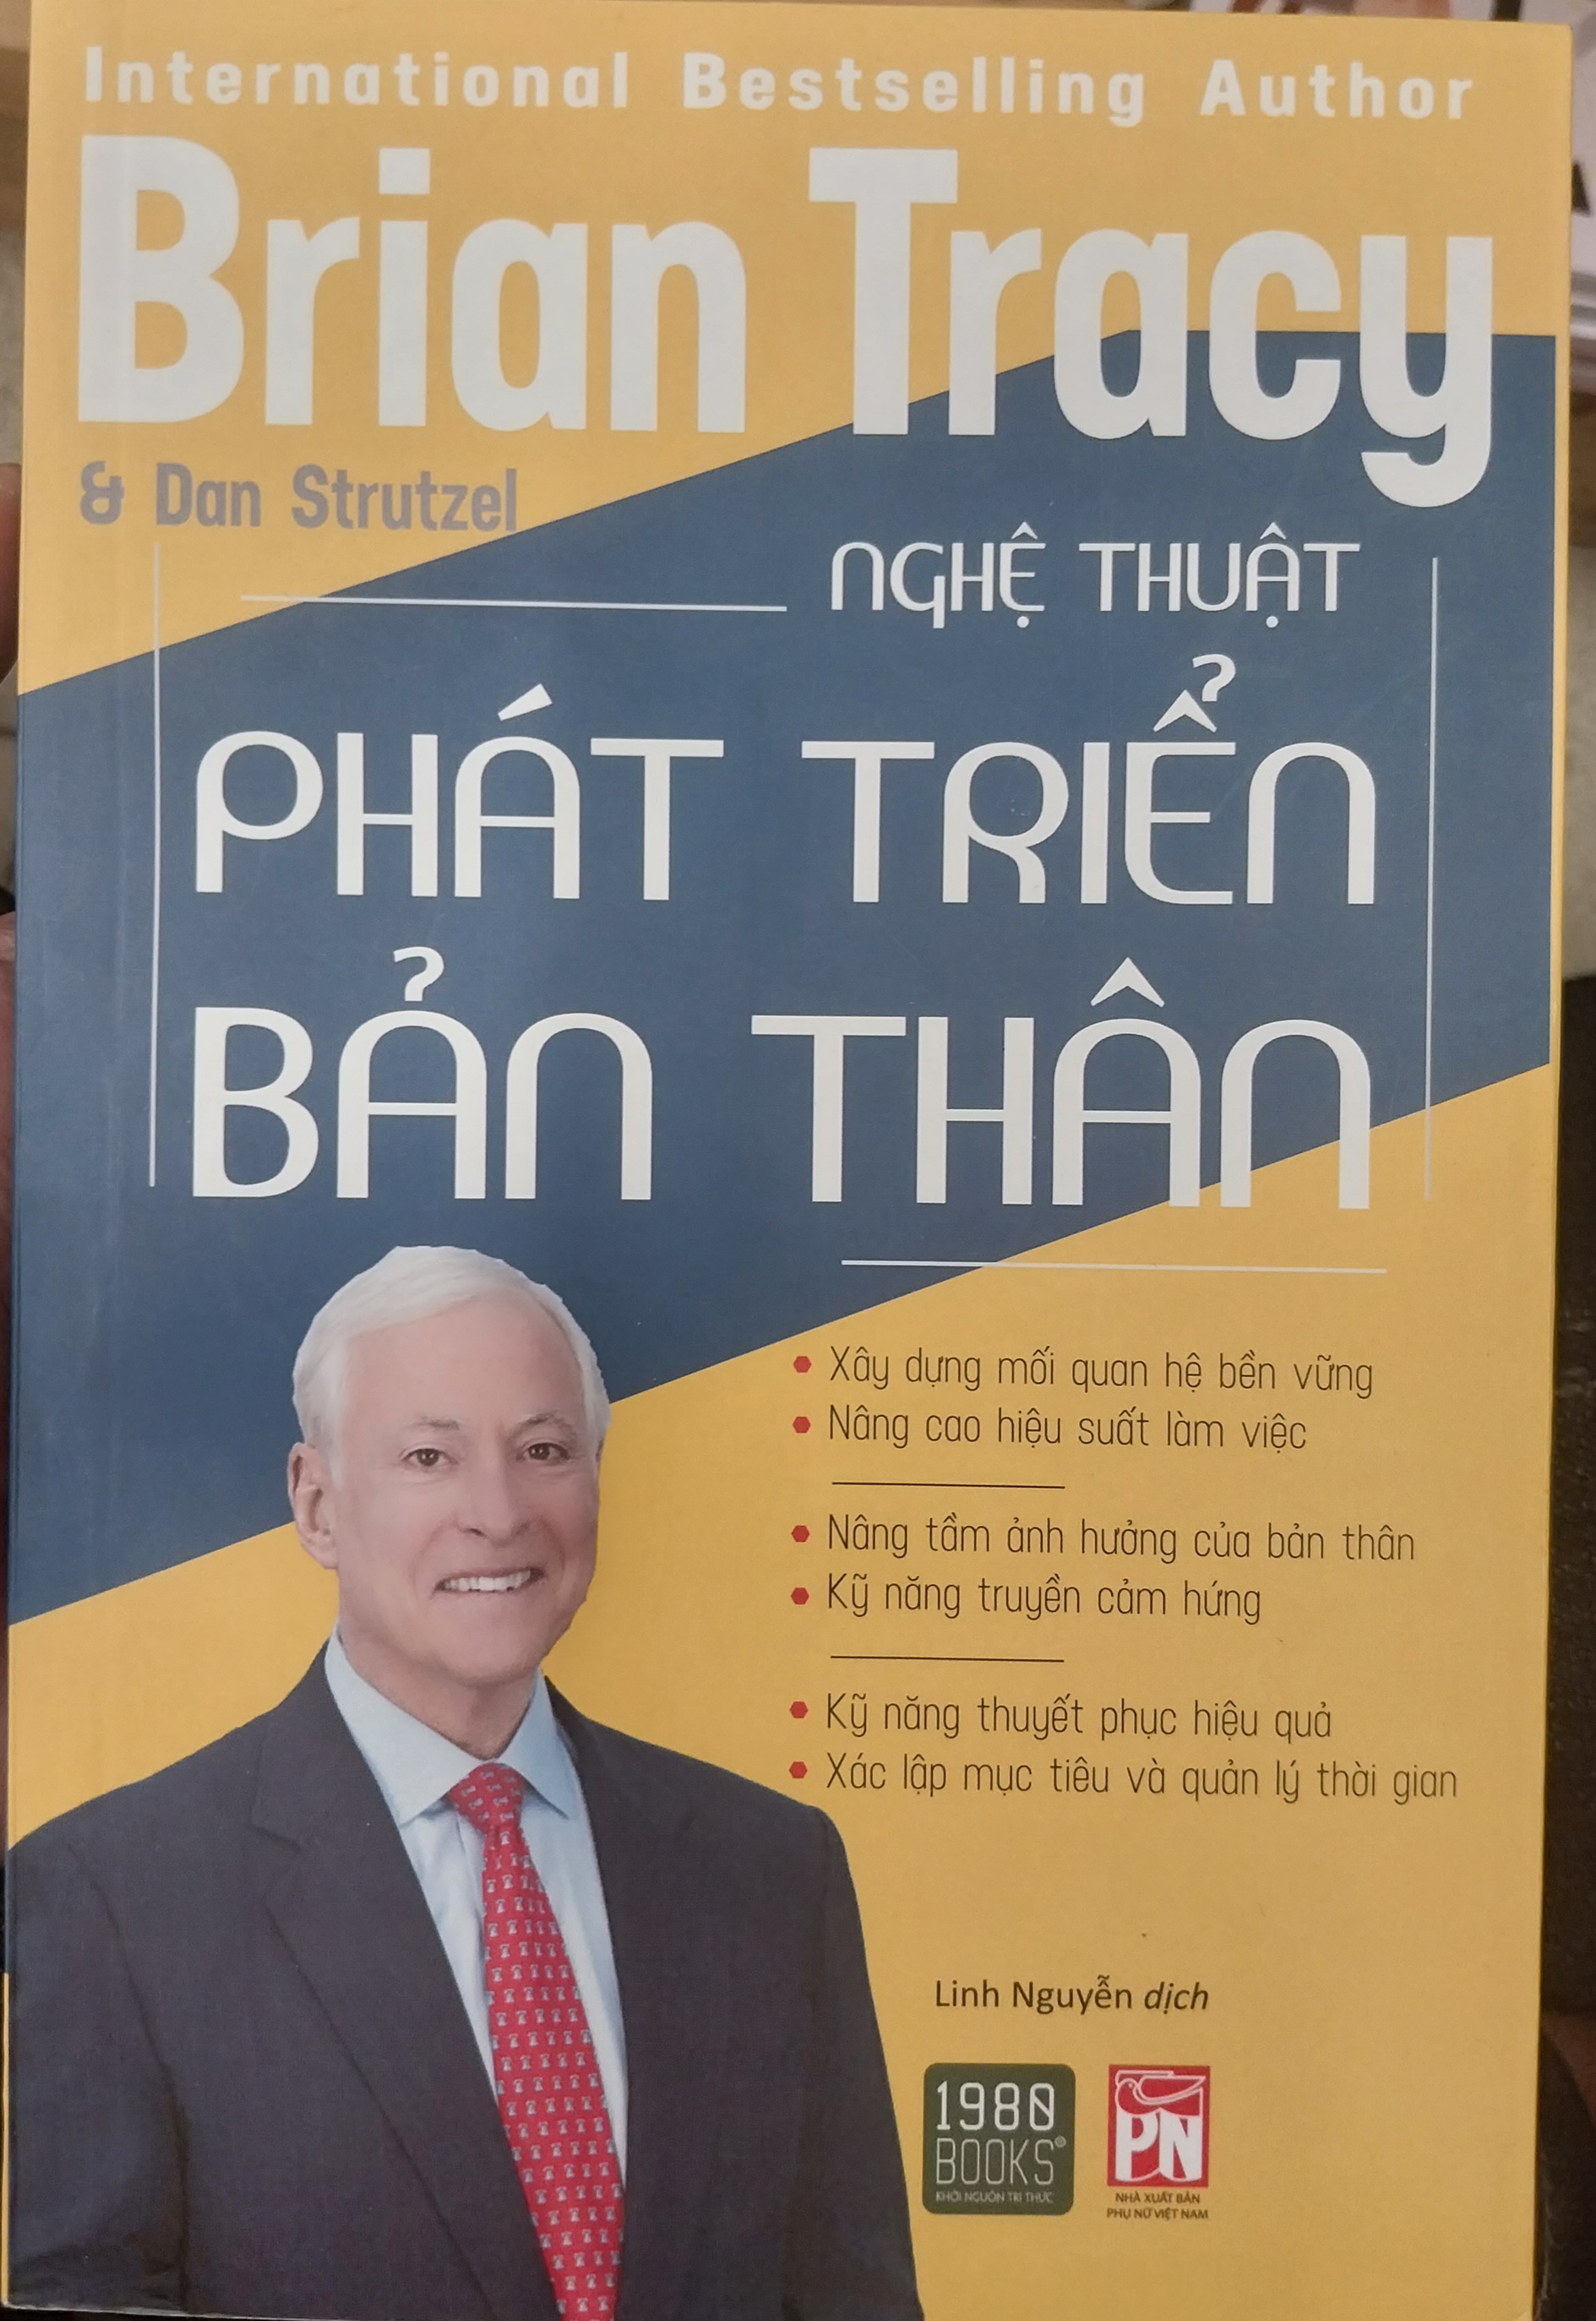 International Bestselling Author
Brian Tracy
& Dan Strutzel
NGHỆ THUẬT
PHÁT TRIỂN
BẢN THÂN
• Xây dựng mối quan hệ bền vững
• Nâng cao hiệu suất làm việc
• Nâng tầm ảnh hưởng của bản thân
• Kỹ năng truyền cảm hứng
• Kỹ năng thuyết phục hiệu quả
• Xác lập mục tiêu và quản lý thời gian
Linh Nguyễn dịch
1980
BOOKS®
KHƠI NGUỒN TRI THỨC
PN
NHÀ XUẤT BẢN
PHỤ NỮ VIỆT NAM